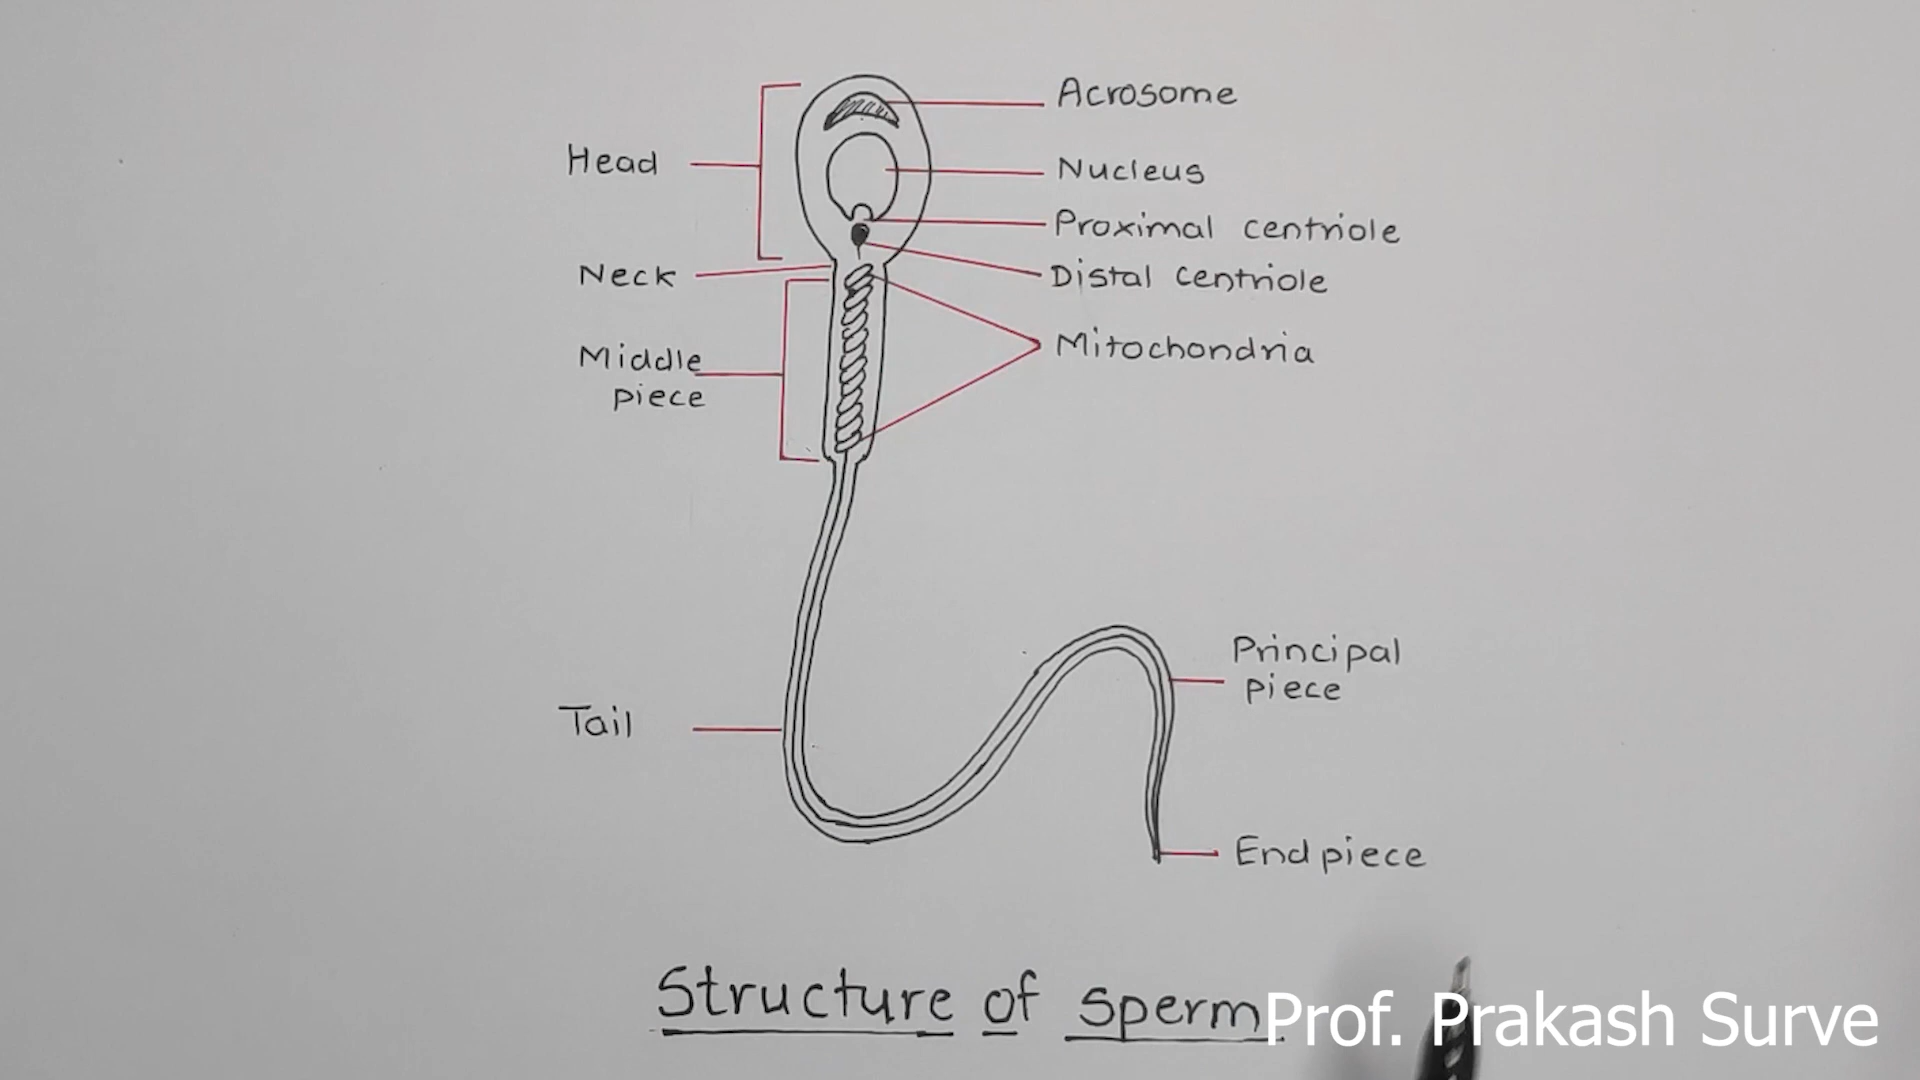 Acrosome
Head
Nucleus
Proximal centriole
Neck
Distal centriole
Mitochondria
Middle
piece
Principal
piece
Tail
End piece
Structure of sperm
Prof. Prakash Surve